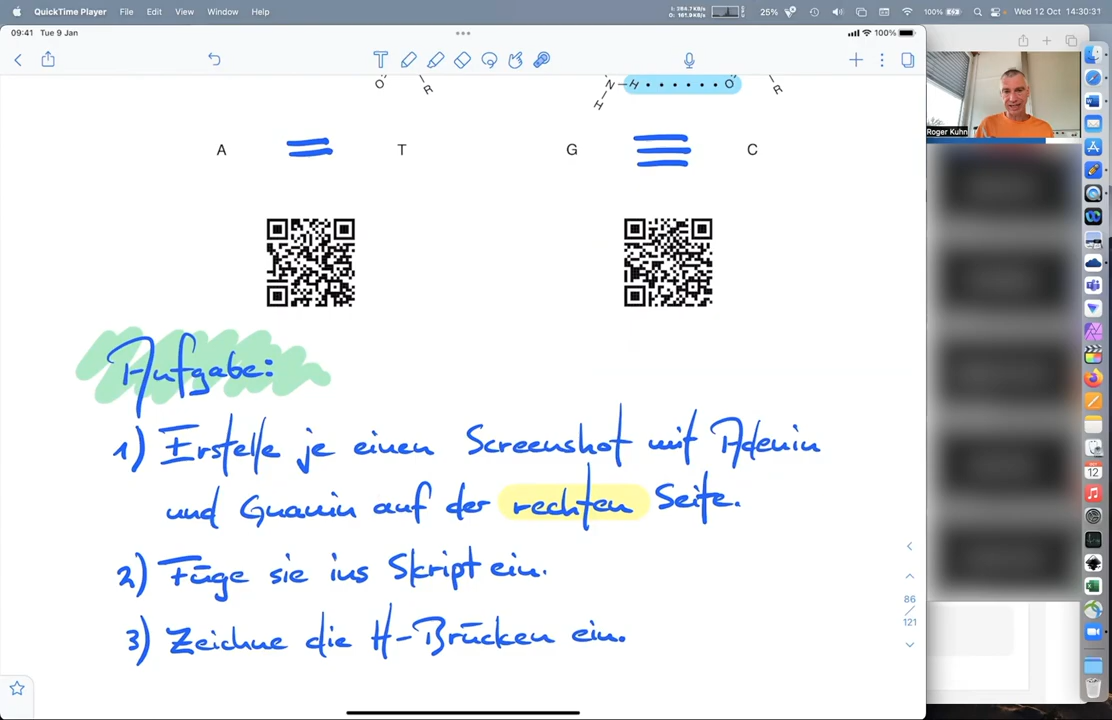 QuickTime Player File Edit View Window Help
25%
100%
Wed 12 Oct 14:30:31
09:41 Tue 9 Jan
100%
T
O R
N H O
H R
A T G C
Roger Kuhn
Aufgabe:
1) Erstelle je einen Screenshot mit Adenin
und Guanin auf der rechten Seite.
2) Füge sie ins Skript ein.
3) Zeichne die H-Brücken ein.
86
/
121
12